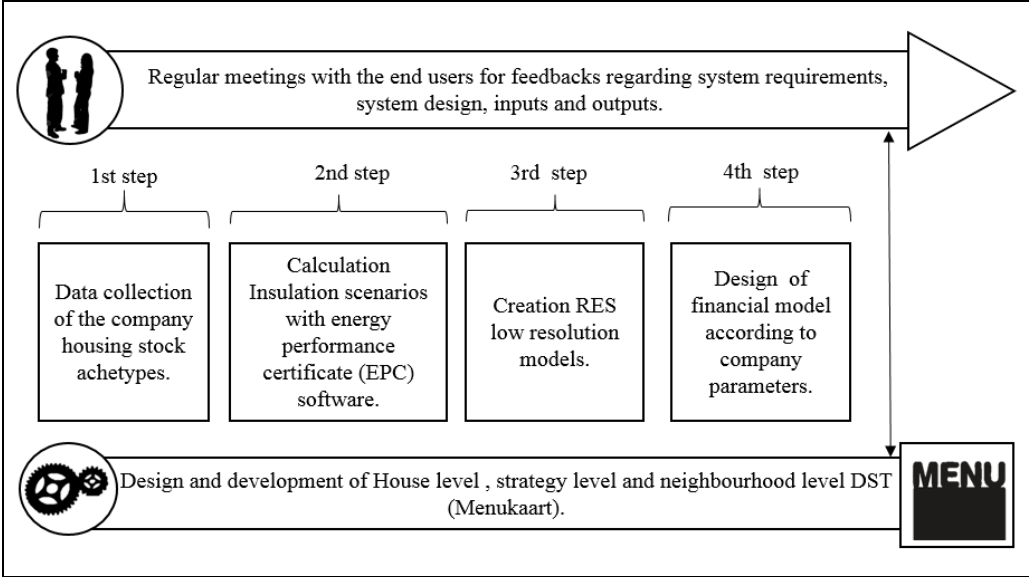 Regular meetings with the end users for feedbacks regarding system requirements,
system design, inputs and outputs.
1st step
2nd step
3rd step
4th step
Data collection
of the company
housing stock
achetypes.
Calculation
Insulation scenarios
with energy
performance
certificate (EPC)
software.
Creation RES
low resolution
models.
Design of
financial model
according to
company
parameters.
Design and development of House level , strategy level and neighbourhood level DST
(Menukaart).
MENU